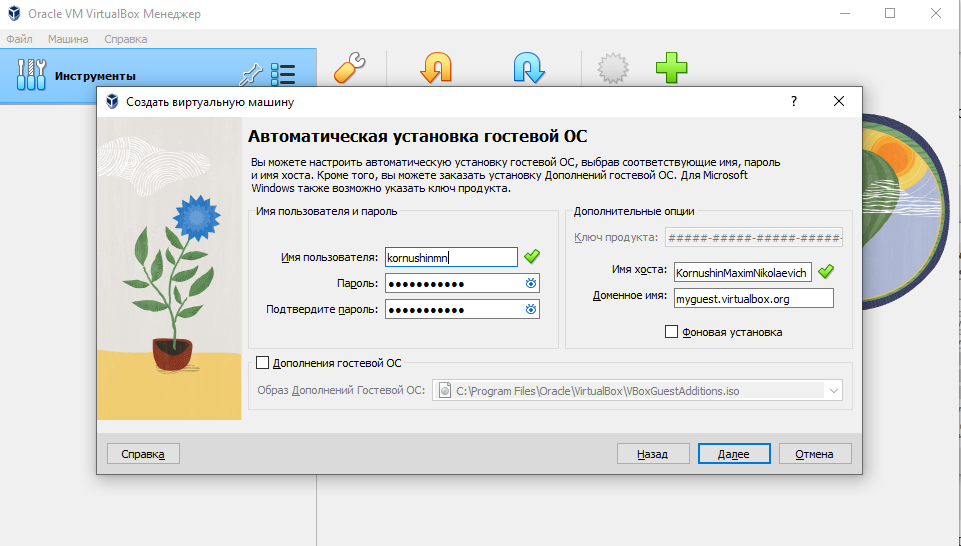 Oracle VM VirtualBox Менеджер
Файл Машина Справка
Инструменты
Создать виртуальную машину
?
Автоматическая установка гостевой ОС
Вы можете настроить автоматическую установку гостевой ОС, выбрав соответствующие имя, пароль
и имя хоста. Кроме того, вы можете заказать установку Дополнений гостевой ОС. Для Microsoft
Windows также возможно указать ключ продукта.
Имя пользователя и пароль
Имя пользователя: kornushinmn
Пароль: ●●●●●●●●●●●
Подтвердите пароль: ●●●●●●●●●●●
Дополнительные опции
Ключ продукта: #####-#####-#####-#####-
Имя хоста: KornushinMaximNikolaevich
Доменное имя: myguest.virtualbox.org
Фоновая установка
Дополнения гостевой ОС
Образ Дополнений Гостевой ОС: C:\Program Files\Oracle\VirtualBox\VBoxGuestAdditions.iso
Справка Назад Далее Отмена